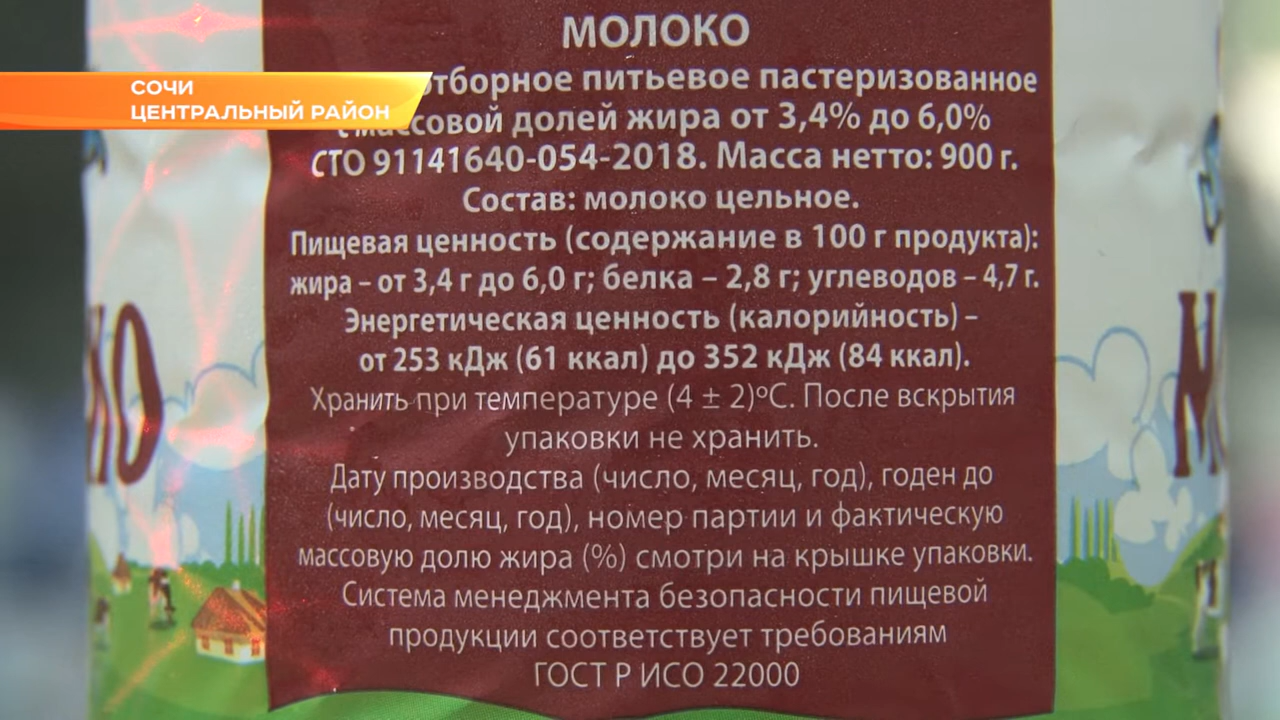 СОЧИ
ЦЕНТРАЛЬНЫЙ РАЙОН
МОЛОКО
отборное питьевое пастеризованное
с массовой долей жира от 3,4% до 6,0%
СТО 91141640-054-2018. Масса нетто: 900 г.
Состав: молоко цельное.
Пищевая ценность (содержание в 100 г продукта):
жира – от 3,4 г до 6,0 г; белка – 2,8 г; углеводов – 4,7 г.
Энергетическая ценность (калорийность) –
от 253 кДж (61 ккал) до 352 кДж (84 ккал).
Хранить при температуре (4 ± 2)ºС. После вскрытия
упаковки не хранить.
Дату производства (число, месяц, год), годен до
(число, месяц, год), номер партии и фактическую
массовую долю жира (%) смотри на крышке упаковки.
Система менеджмента безопасности пищевой
продукции соответствует требованиям
ГОСТ Р ИСО 22000